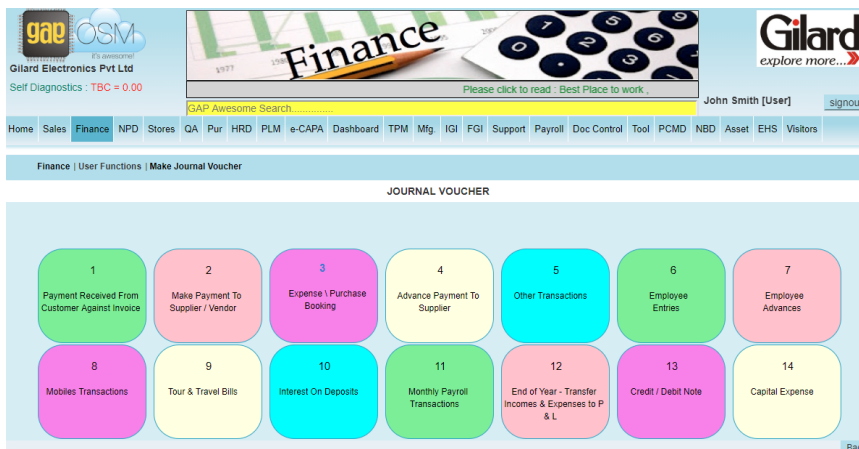 gap OSM
it's awesome!
Gilard Electronics Pvt Ltd
Self Diagnostics : TBC = 0.00
Finance
1977
Gilard
explore more...
Please click to read : Best Place to work ,
GAP Awesome Search..............
John Smith [User]
signout
Home Sales Finance NPD Stores QA Pur HRD PLM e-CAPA Dashboard TPM Mfg. IGI FGI Support Payroll Doc Control Tool PCMD NBD Asset EHS Visitors
Finance | User Functions | Make Journal Voucher
JOURNAL VOUCHER
1
Payment Received From
Customer Against Invoice
2
Make Payment To
Supplier / Vendor
3
Expense \ Purchase
Booking
4
Advance Payment To
Supplier
5
Other Transactions
6
Employee
Entries
7
Employee
Advances
8
Mobiles Transactions
9
Tour & Travel Bills
10
Interest On Deposits
11
Monthly Payroll
Transactions
12
End of Year - Transfer
Incomes & Expenses to P
& L
13
Credit / Debit Note
14
Capital Expense